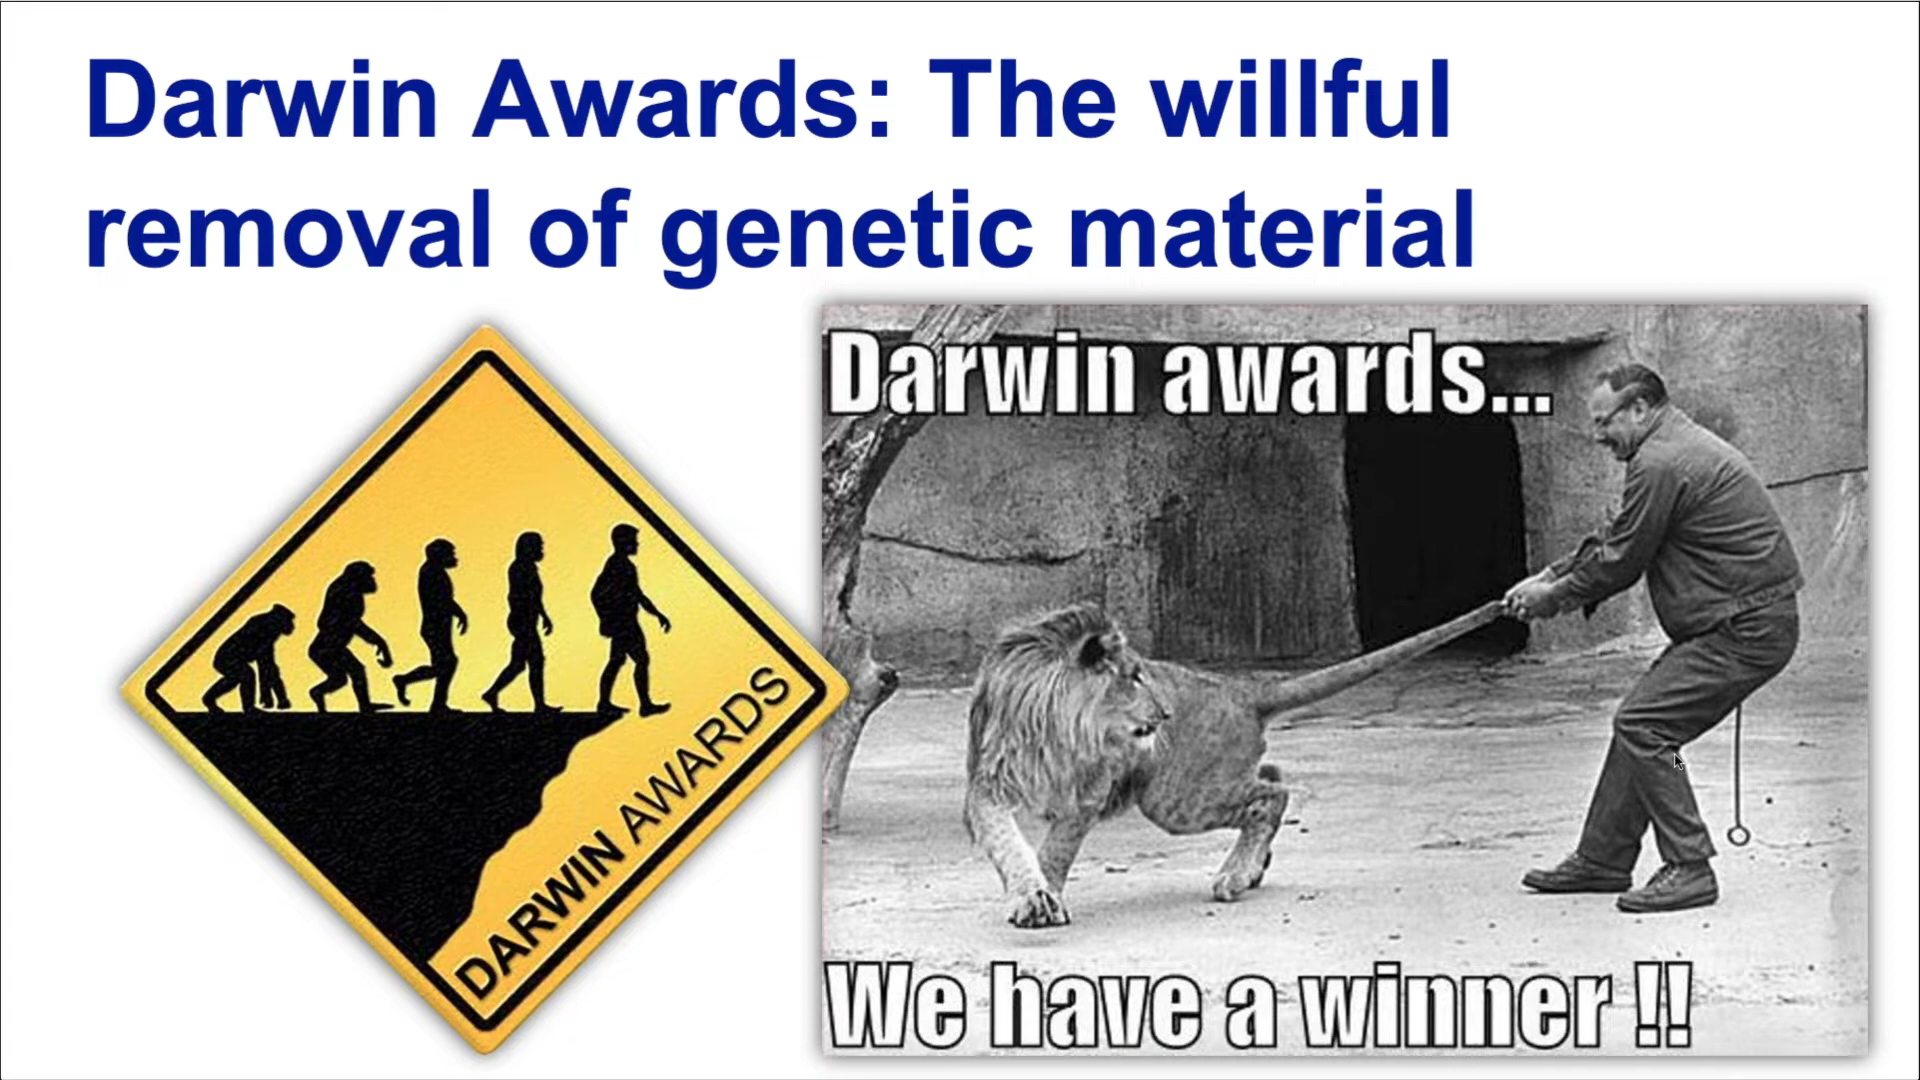 Darwin Awards: The willful
removal of genetic material
DARWIN AWARDS
Darwin awards...
We have a winner !!